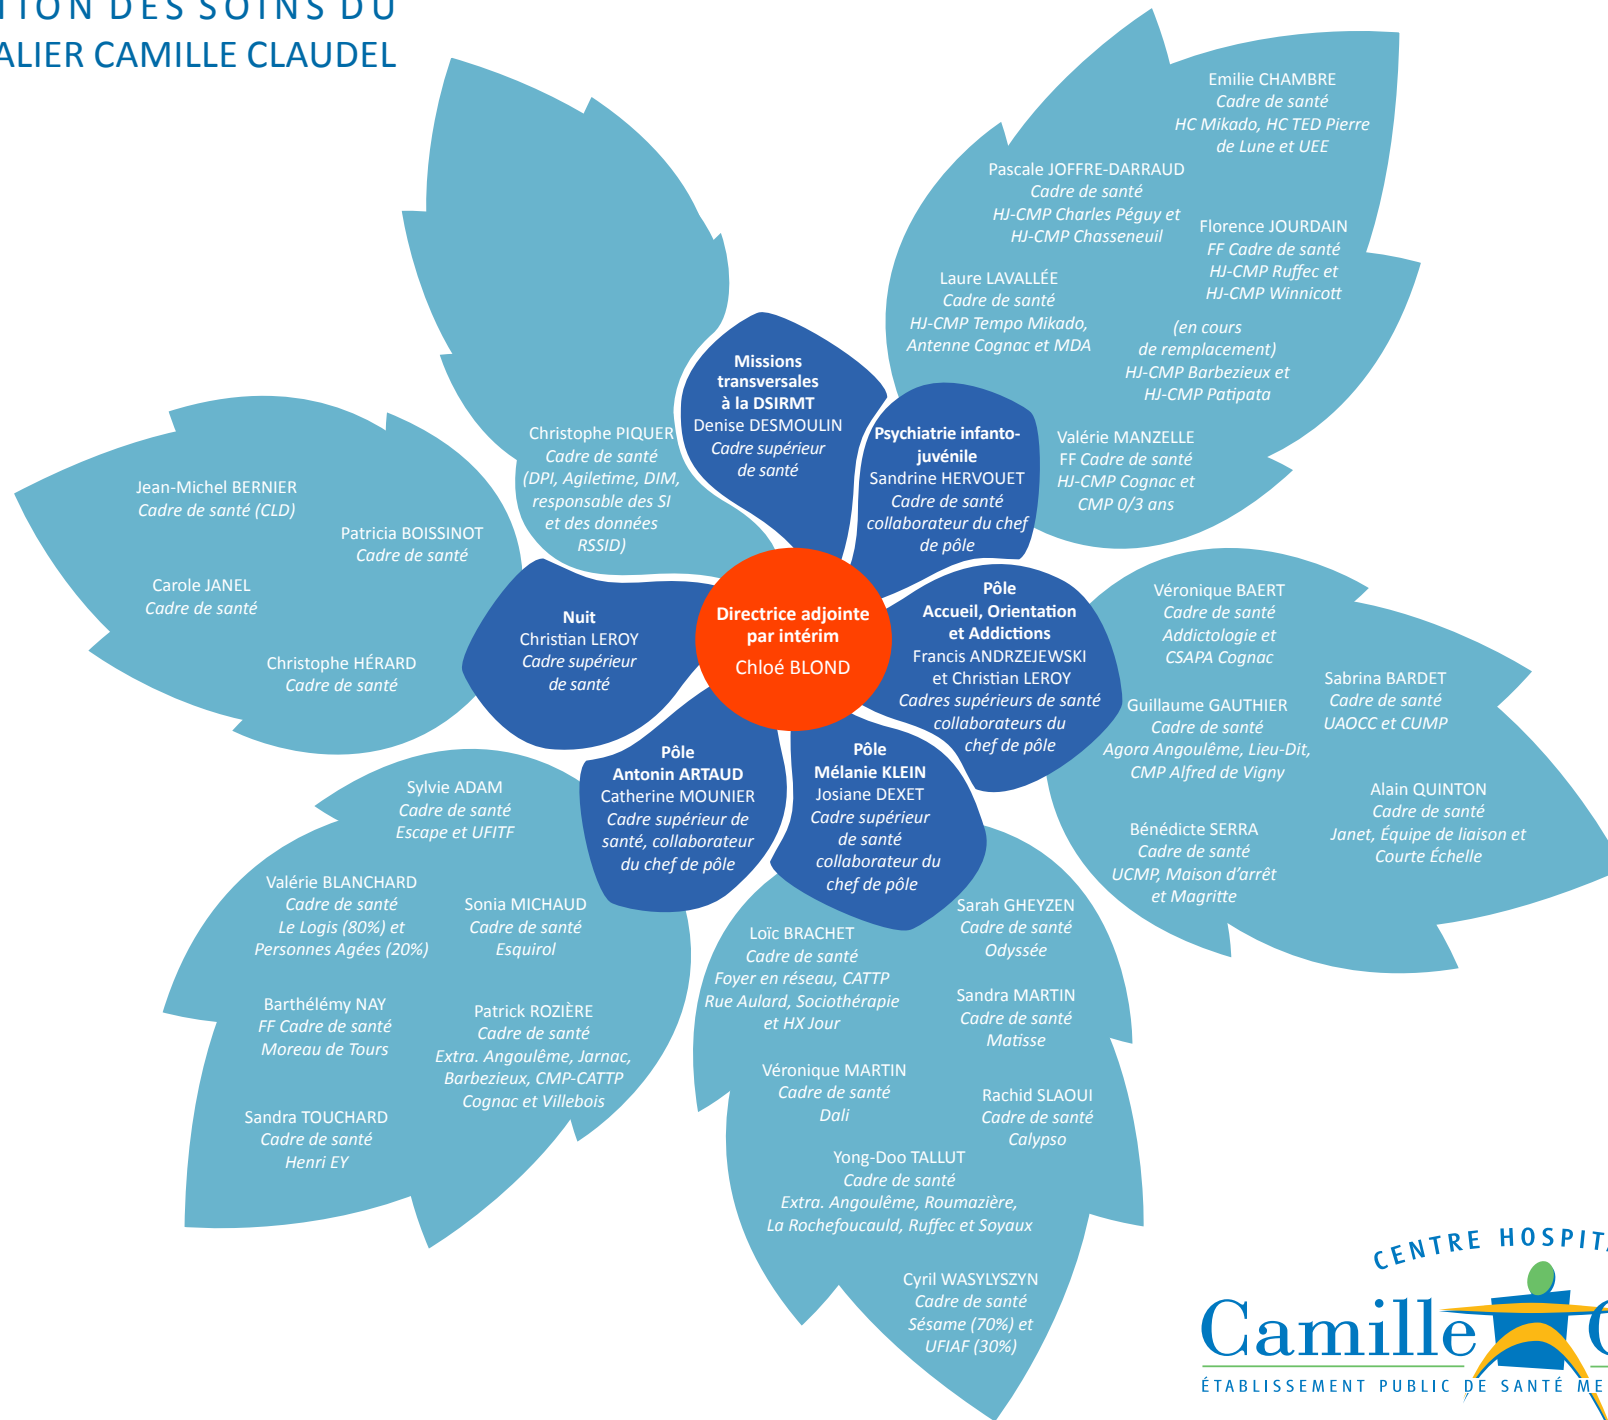 TION DES SOINS DU
ALIER CAMILLE CLAUDEL
Emilie CHAMBRE
Cadre de santé
HC Mikado, HC TED Pierre
de Lune et UEE
Pascale JOFFRE-DARRAUD
Cadre de santé
HJ-CMP Charles Péguy et
HJ-CMP Chasseneuil
Florence JOURDAIN
FF Cadre de santé
HJ-CMP Ruffec et
HJ-CMP Winnicott
Laure LAVALLÉE
Cadre de santé
HJ-CMP Tempo Mikado,
Antenne Cognac et MDA
(en cours
de remplacement)
HJ-CMP Barbezieux et
HJ-CMP Patipata
Valérie MANZELLE
FF Cadre de santé
HJ-CMP Cognac et
CMP 0/3 ans
Missions
transversales
à la DSIRMT
Denise DESMOULIN
Cadre supérieur
de santé
Psychiatrie infanto-
juvénile
Sandrine HERVOUET
Cadre de santé
collaborateur du chef
de pôle
Christophe PIQUER
Cadre de santé
(DPI, Agiletime, DIM,
responsable des SI
et des données
RSSID)
Jean-Michel BERNIER
Cadre de santé (CLD)
Patricia BOISSINOT
Cadre de santé
Carole JANEL
Cadre de santé
Christophe HÉRARD
Cadre de santé
Nuit
Christian LEROY
Cadre supérieur
de santé
Directrice adjointe
par intérim
Chloé BLOND
Pôle
Accueil, Orientation
et Addictions
Francis ANDRZEJEWSKI
et Christian LEROY
Cadres supérieurs de santé
collaborateurs du
chef de pôle
Véronique BAERT
Cadre de santé
Addictologie et
CSAPA Cognac
Sabrina BARDET
Cadre de santé
UAOCC et CUMP
Guillaume GAUTHIER
Cadre de santé
Agora Angoulême, Lieu-Dit,
CMP Alfred de Vigny
Alain QUINTON
Cadre de santé
Janet, Équipe de liaison et
Courte Échelle
Bénédicte SERRA
Cadre de santé
UCMP, Maison d'arrêt
et Magritte
Pôle
Antonin ARTAUD
Catherine MOUNIER
Cadre supérieur de
santé, collaborateur
du chef de pôle
Pôle
Mélanie KLEIN
Josiane DEXET
Cadre supérieur
de santé
collaborateur du
chef de pôle
Sylvie ADAM
Cadre de santé
Escape et UFITF
Valérie BLANCHARD
Cadre de santé
Le Logis (80%) et
Personnes Agées (20%)
Sonia MICHAUD
Cadre de santé
Esquirol
Barthélémy NAY
FF Cadre de santé
Moreau de Tours
Patrick ROZIÈRE
Cadre de santé
Extra. Angoulême, Jarnac,
Barbezieux, CMP-CATTP
Cognac et Villebois
Sandra TOUCHARD
Cadre de santé
Henri EY
Loïc BRACHET
Cadre de santé
Foyer en réseau, CATTP
Rue Aulard, Sociothérapie
et HX Jour
Sarah GHEYZEN
Cadre de santé
Odyssée
Sandra MARTIN
Cadre de santé
Matisse
Véronique MARTIN
Cadre de santé
Dali
Rachid SLAOUI
Cadre de santé
Calypso
Yong-Doo TALLUT
Cadre de santé
Extra. Angoulême, Roumazière,
La Rochefoucauld, Ruffec et Soyaux
Cyril WASYLYSZYN
Cadre de santé
Sésame (70%) et
UFIAF (30%)
CENTRE HOSPITA
Camille C
ÉTABLISSEMENT PUBLIC DE SANTÉ ME